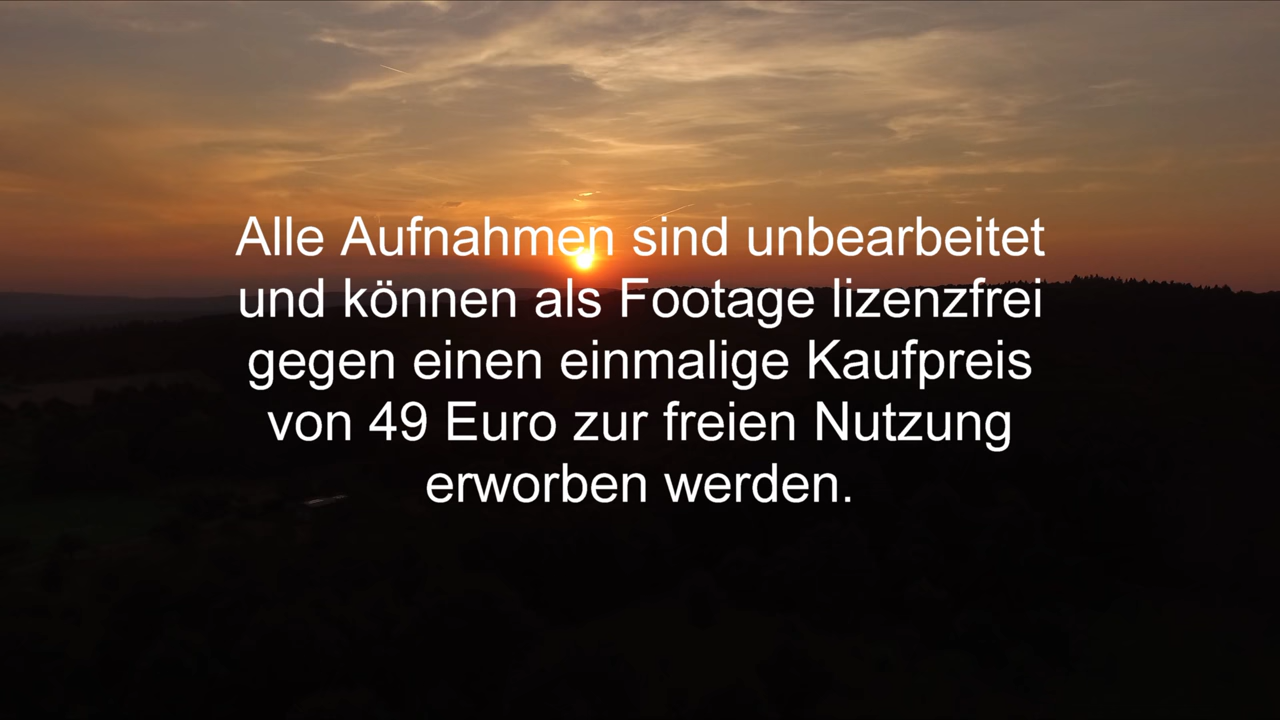 Alle Aufnahmen sind unbearbeitet
und können als Footage lizenzfrei
gegen einen einmalige Kaufpreis
von 49 Euro zur freien Nutzung
erworben werden.